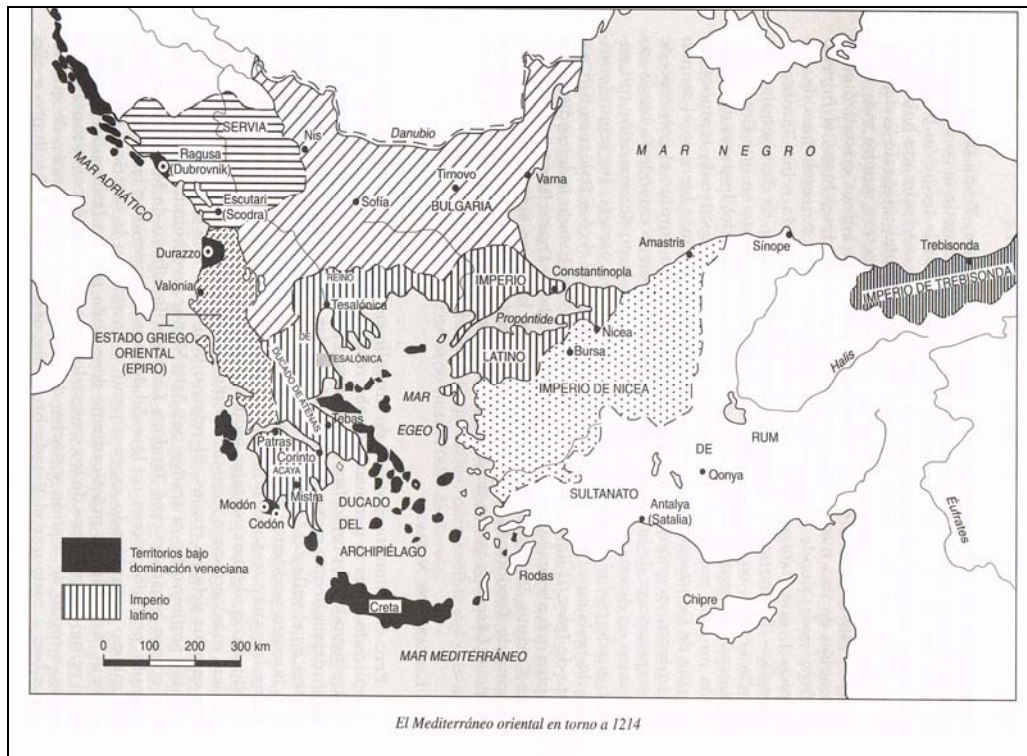 SERVIA
Nis
Danubio
Ragusa
(Dubrovnik)
MAR ADRIÁTICO
Escutari
(Scodra)
Sofía
Tirnovo
BULGARIA
Varna
MAR NEGRO
Durazzo
Valonia
ESTADO GRIEGO
ORIENTAL
(EPIRO)
REINO
DE
TESALÓNICA
Tesalónica
IMPERIO
LATINO
Constantinopla
Propóntide
Nicea
Bursa
Amastris
Sínope
Trebisonda
IMPERIO DE TREBISONDA
IMPERIO DE NICEA
Halis
DUCADO DE ATENAS
MAR
EGEO
Tebas
Patras
Corinto
ACAYA
Mistra
Modón
Codón
DUCADO
DEL
ARCHIPIÉLAGO
SULTANATO
DE
RUM
Qonya
Antalya
(Satalia)
Éufrates
Rodas
Chipre
Creta
MAR MEDITERRÁNEO
Territorios bajo
dominación veneciana
Imperio
latino
0 100 200 300 km
El Mediterráneo oriental en torno a 1214